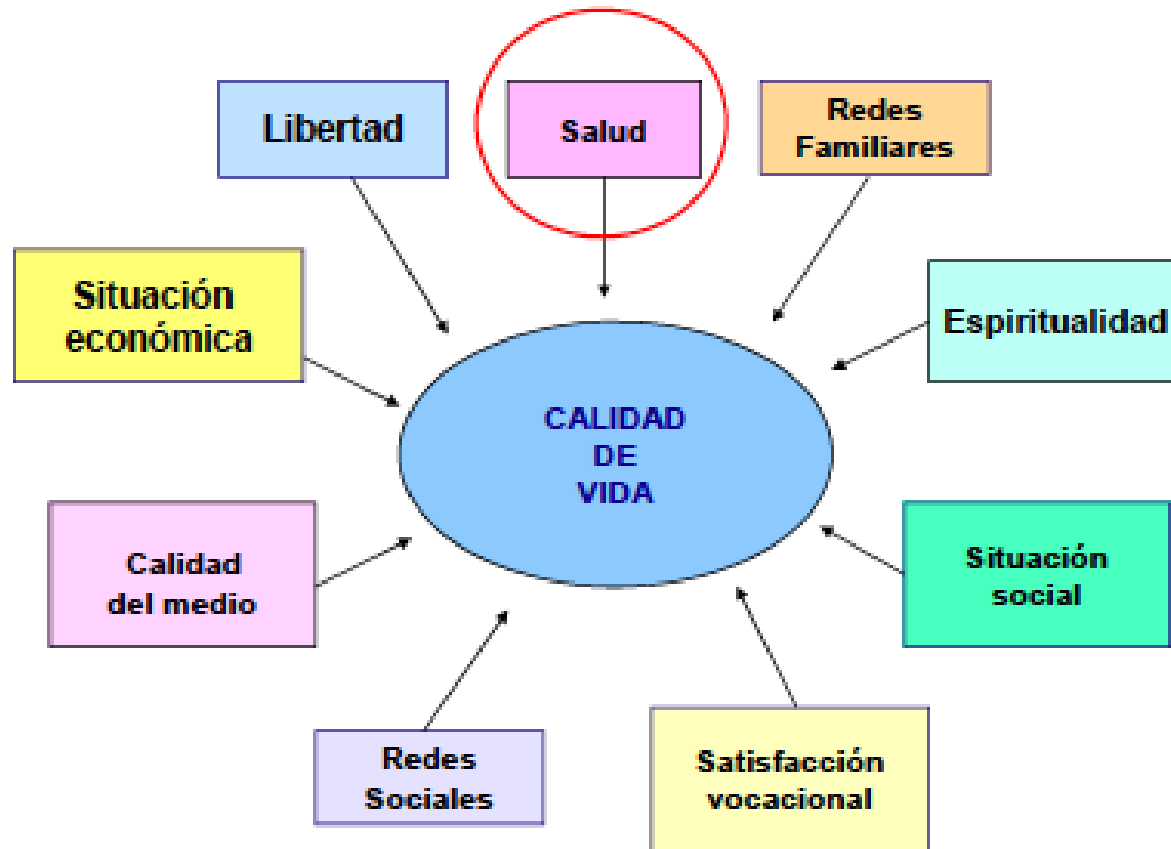 Libertad
Salud
Redes
Familiares
Situación
económica
Espiritualidad
CALIDAD
DE
VIDA
Calidad
del medio
Situación
social
Redes
Sociales
Satisfacción
vocacional